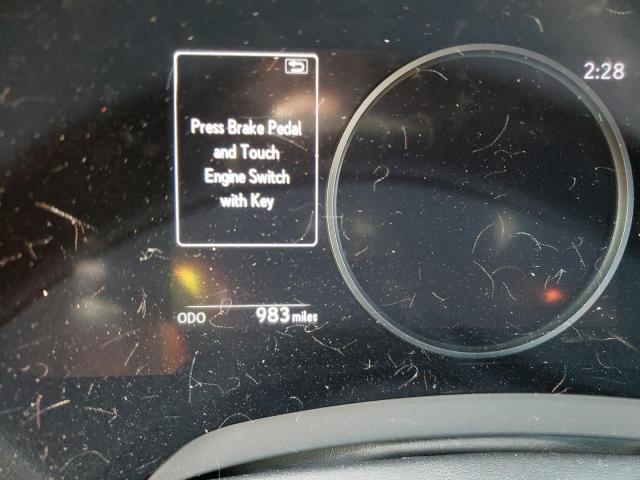 2:28
Press Brake Pedal
and Touch
Engine Switch
with Key
ODO 983 miles